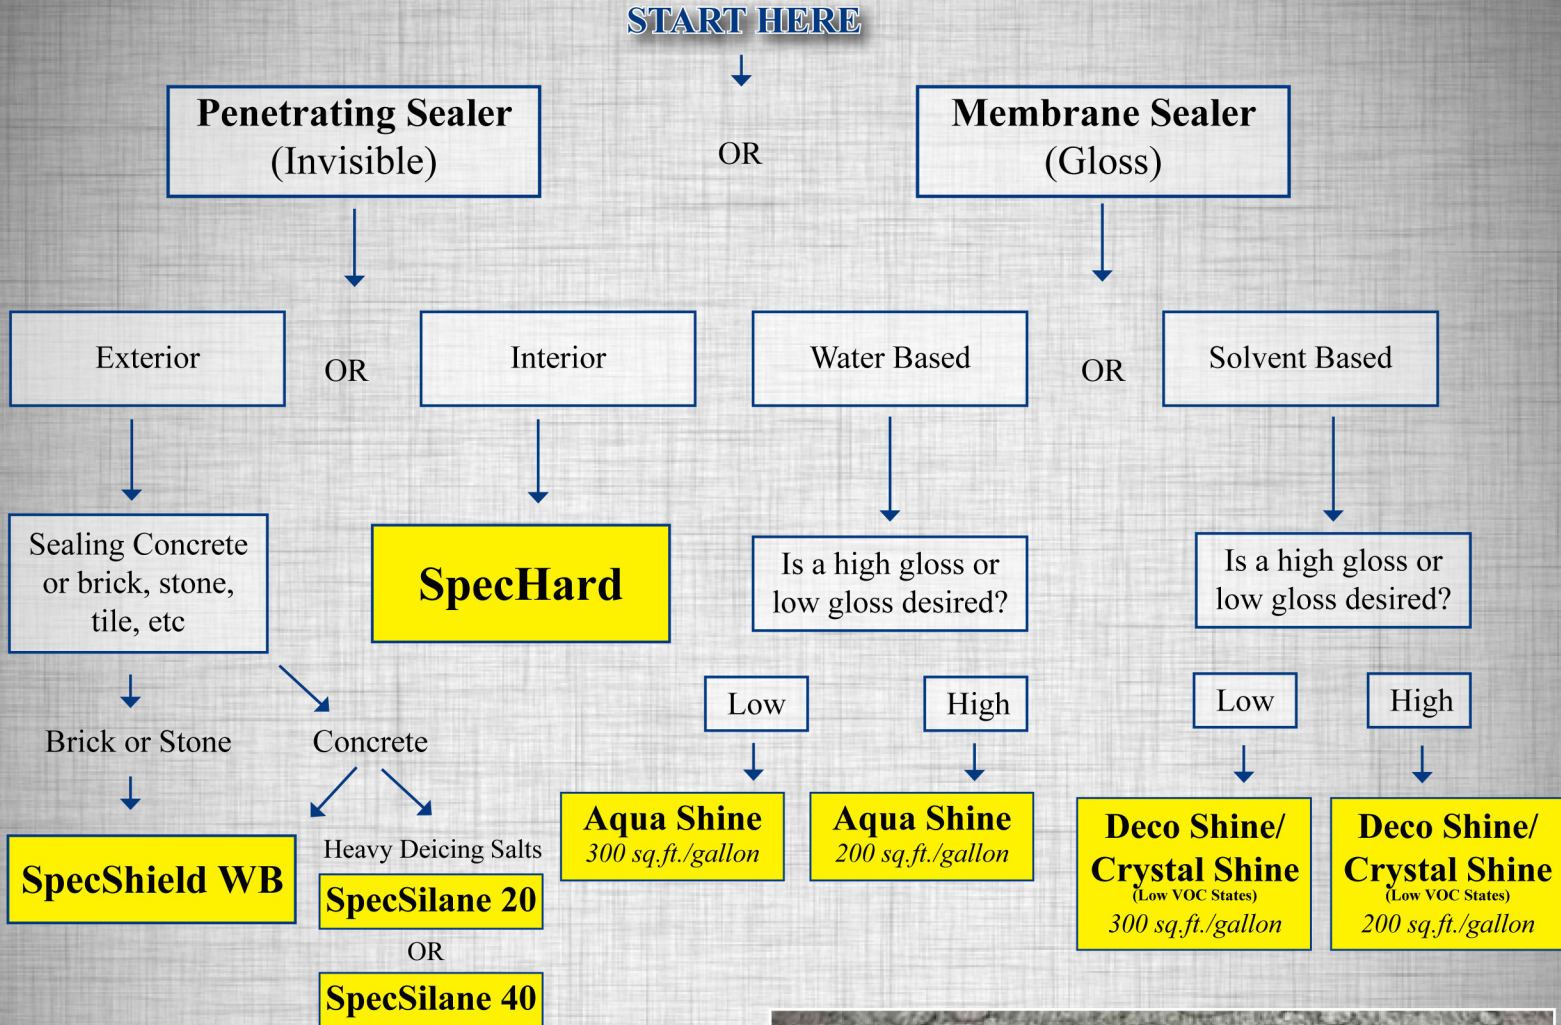 START HERE
Penetrating Sealer
(Invisible)
OR
Membrane Sealer
(Gloss)
Exterior
OR
Interior
Water Based
OR
Solvent Based
Sealing Concrete
or brick, stone,
tile, etc
SpecHard
Is a high gloss or
low gloss desired?
Is a high gloss or
low gloss desired?
Brick or Stone
Concrete
Low
High
Low
High
SpecShield WB
Heavy Deicing Salts
SpecSilane 20
OR
SpecSilane 40
Aqua Shine
300 sq.ft./gallon
Aqua Shine
200 sq.ft./gallon
Deco Shine/
Crystal Shine
(Low VOC States)
300 sq.ft./gallon
Deco Shine/
Crystal Shine
(Low VOC States)
200 sq.ft./gallon